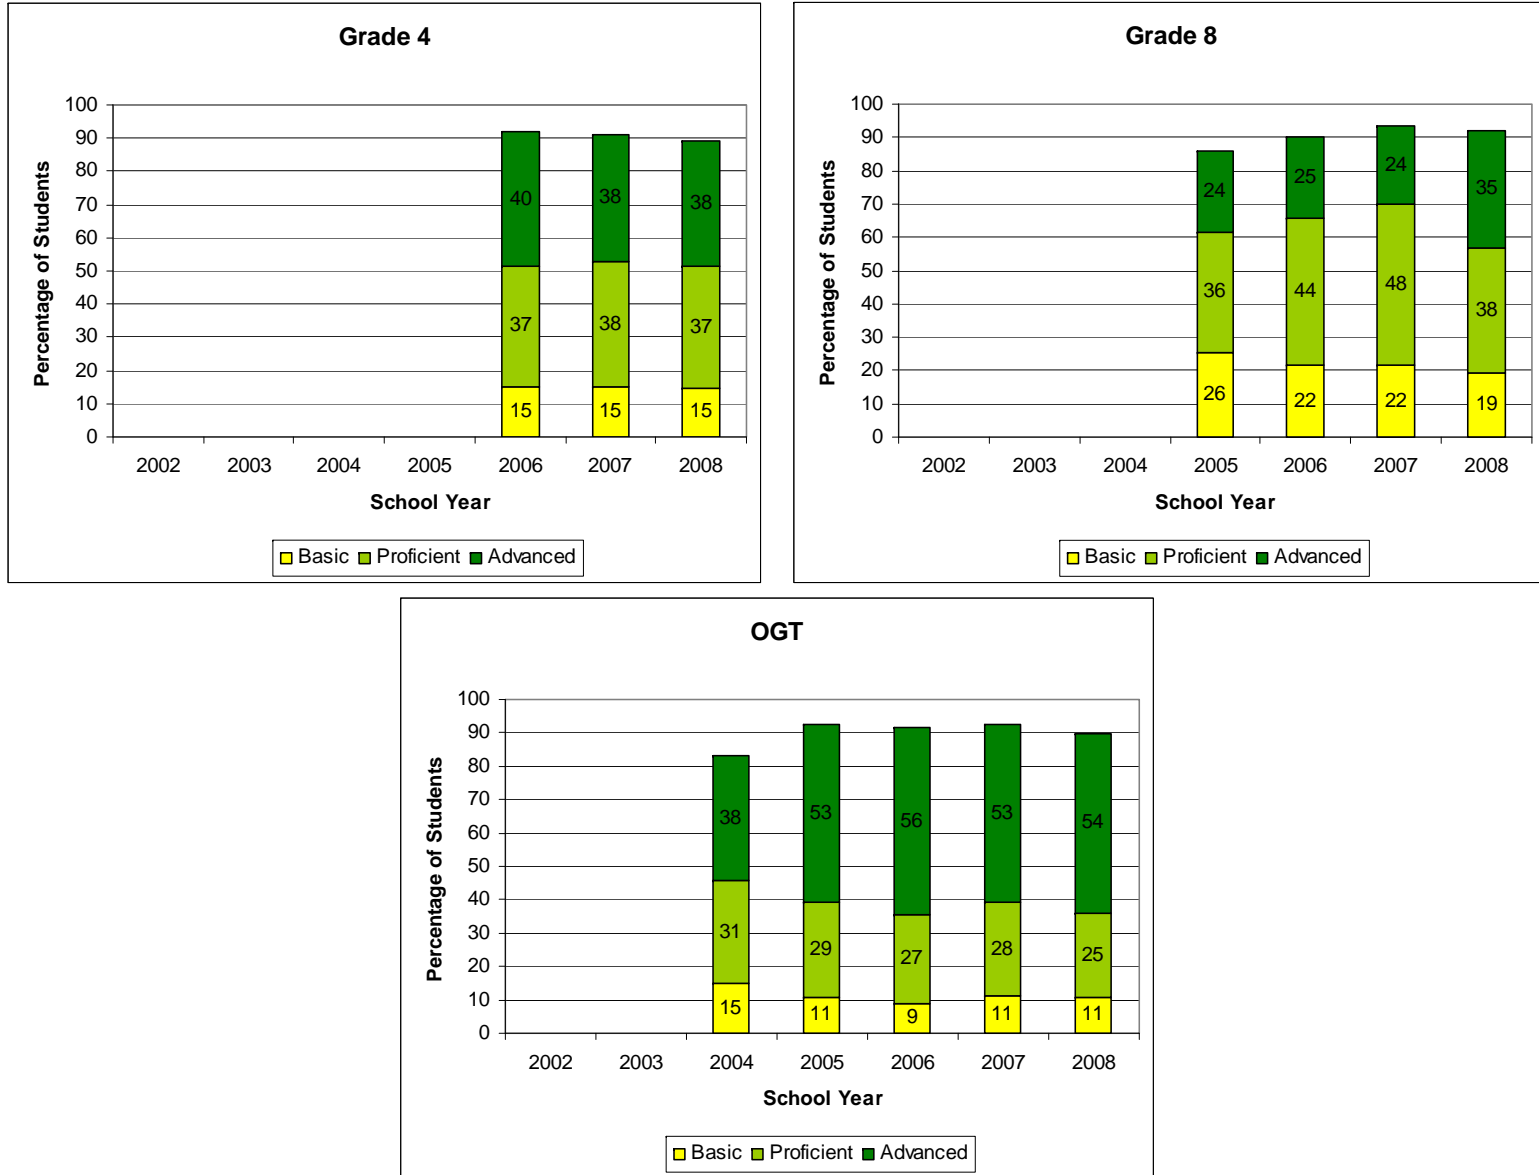 Grade 4
Percentage of Students
100
90
80
70
60
50
40
30
20
10
0
40 38 38
37 38 37
15 15 15
2002 2003 2004 2005 2006 2007 2008
School Year
Basic Proficient Advanced
Grade 8
Percentage of Students
100
90
80
70
60
50
40
30
20
10
0
24 25 24 35
36 44 48 38
26 22 22 19
2002 2003 2004 2005 2006 2007 2008
School Year
Basic Proficient Advanced
OGT
Percentage of Students
100
90
80
70
60
50
40
30
20
10
0
38 53 56 53 54
31 29 27 28 25
15 11 9 11 11
2002 2003 2004 2005 2006 2007 2008
School Year
Basic Proficient Advanced